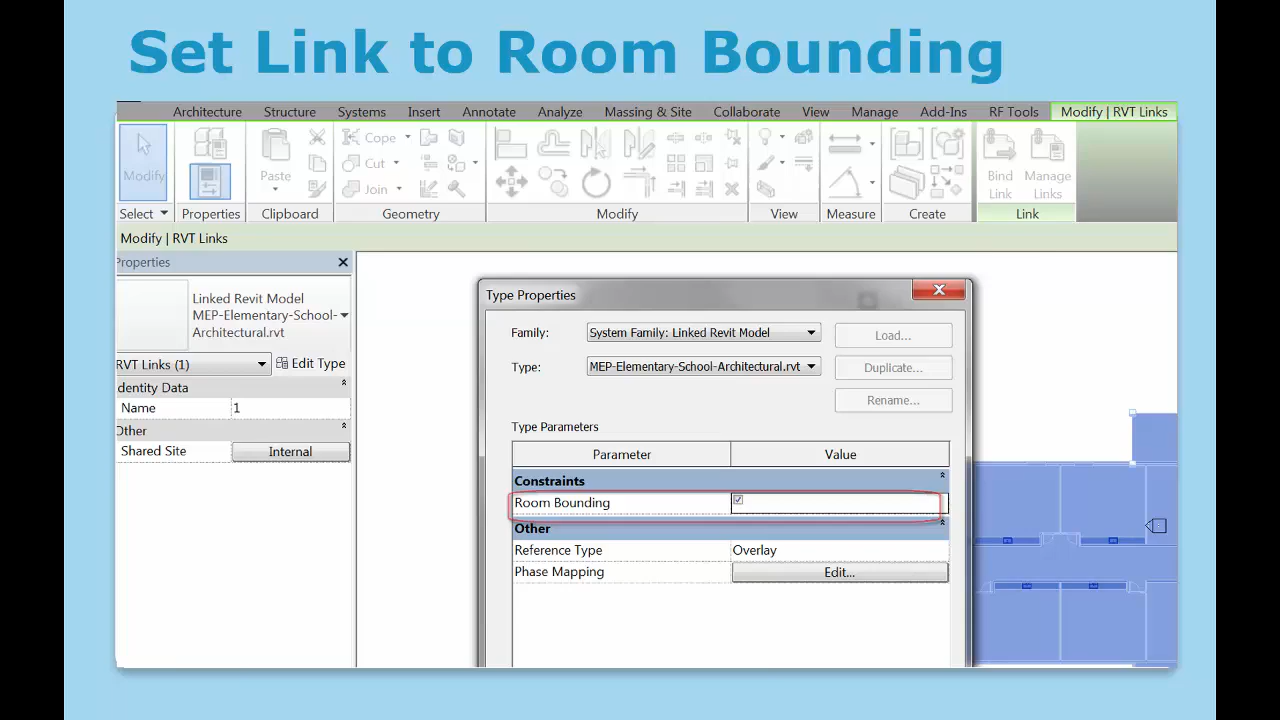 Set Link to Room Bounding
Architecture Structure Systems Insert Annotate Analyze Massing & Site Collaborate View Manage Add-Ins RF Tools Modify | RVT Links
Modify Paste Cope Cut Join Bind Link Manage Links
Select Properties Clipboard Geometry Modify View Measure Create Link
Modify | RVT Links
Properties
Linked Revit Model
MEP-Elementary-School-
Architectural.rvt
RVT Links (1) Edit Type
Identity Data
Name 1
Other
Shared Site Internal
Type Properties
Family: System Family: Linked Revit Model Load...
Type: MEP-Elementary-School-Architectural.rvt Duplicate...
Rename...
Type Parameters
Parameter Value
Constraints
Room Bounding
Other
Reference Type Overlay
Phase Mapping Edit...